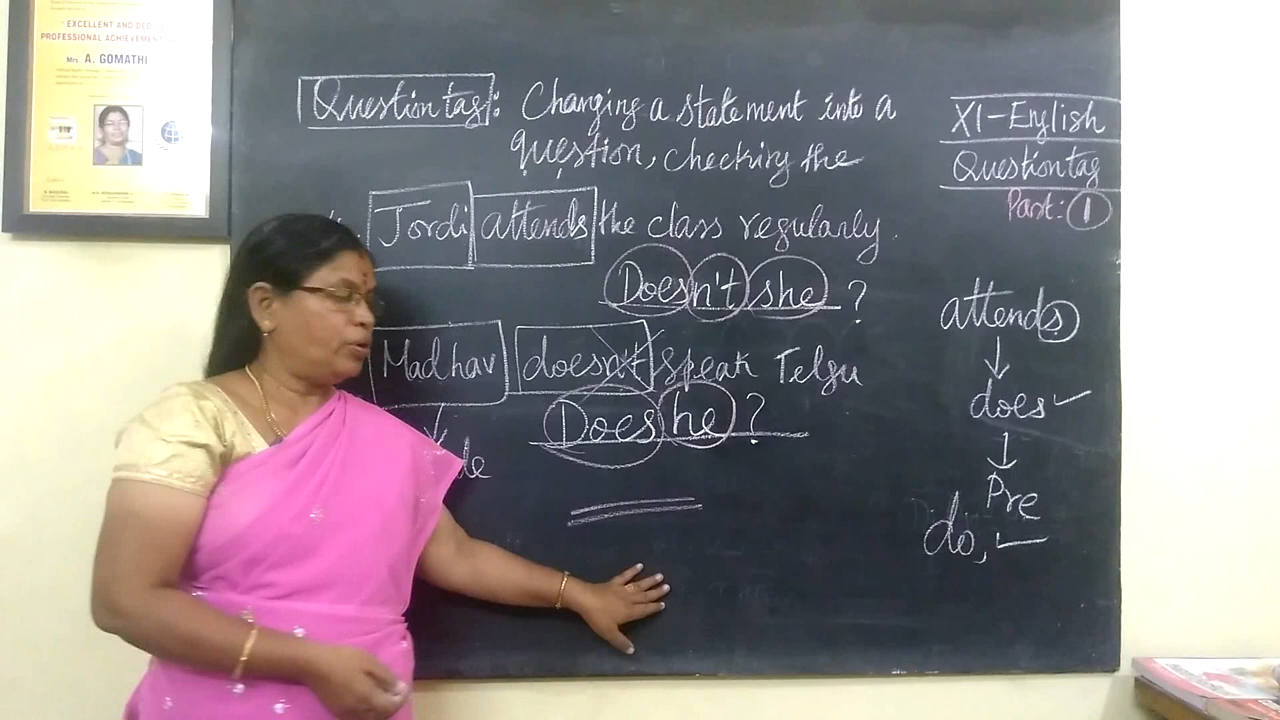 EXCELLENT AND DED
PROFESSIONAL ACHIEVEMENT
Mrs. A. GOMATHI
Question tag: Changing a statement into a
question, checking the
Jordi attends the class regularly.
Doesn't she ?
Madhav doesn't speak Telgu
Does he ?
XI-English
Question tag
Part: 1
attends
does
Pre
do,